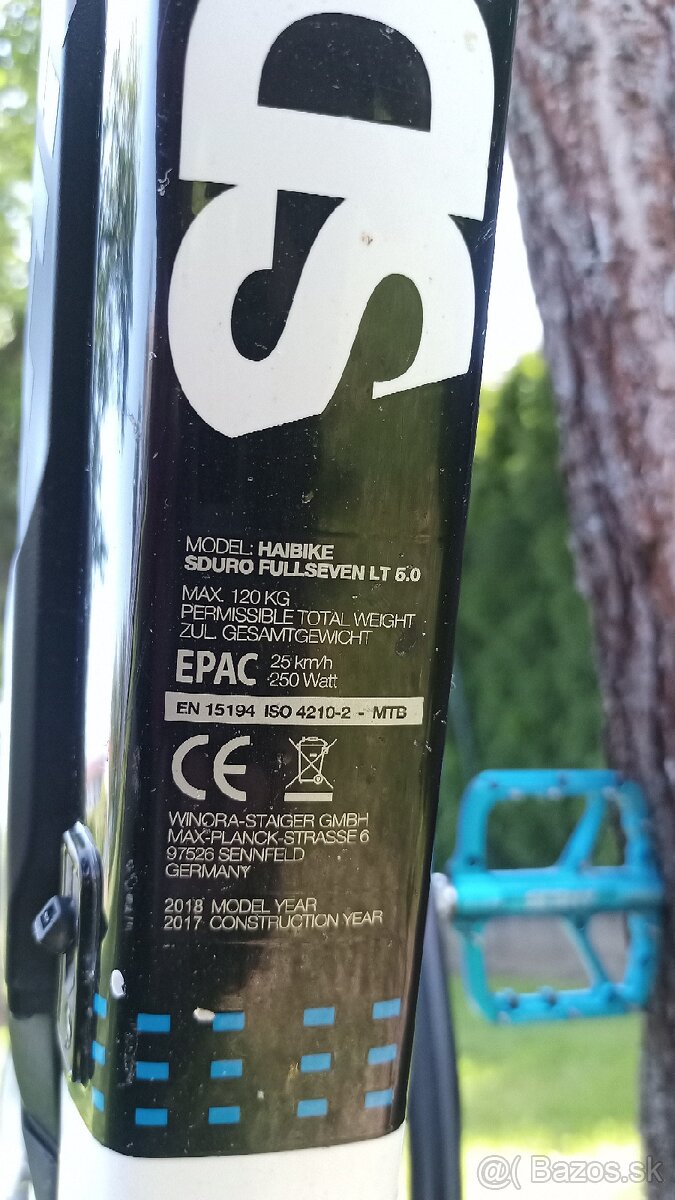 SD
MODEL: HAIBIKE
SDURO FULLSEVEN LT 6.0
MAX. 120 KG
PERMISSIBLE TOTAL WEIGHT
ZUL. GESAMTGEWICHT
EPAC 25 km/h
250 Watt
EN 15194 ISO 4210-2 - MTB
CE
WINORA-STAIGER GMBH
MAX-PLANCK-STRASSE 6
97526 SENNFELD
GERMANY
2018 MODEL YEAR
2017 CONSTRUCTION YEAR
@( Bazos.sk